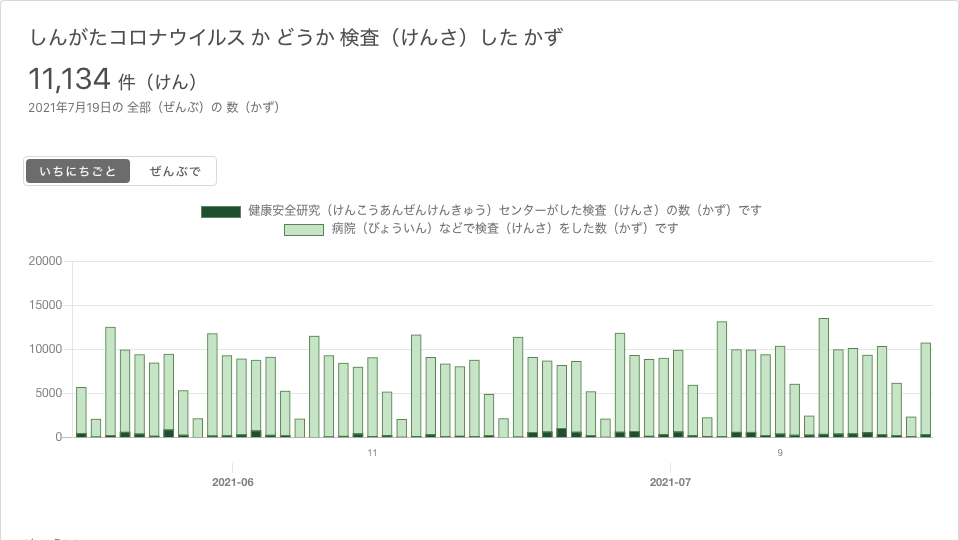 しんがたコロナウイルス か どうか 検査（けんさ）した かず
11,134 件（けん）
2021年7月19日の 全部（ぜんぶ）の 数（かず）
いちにちごと ぜんぶで
健康安全研究（けんこうあんぜんけんきゅう）センターがした検査（けんさ）の数（かず）です
病院（びょういん）などで検査（けんさ）をした数（かず）です
20000
15000
10000
5000
0
11 9
2021-06 2021-07